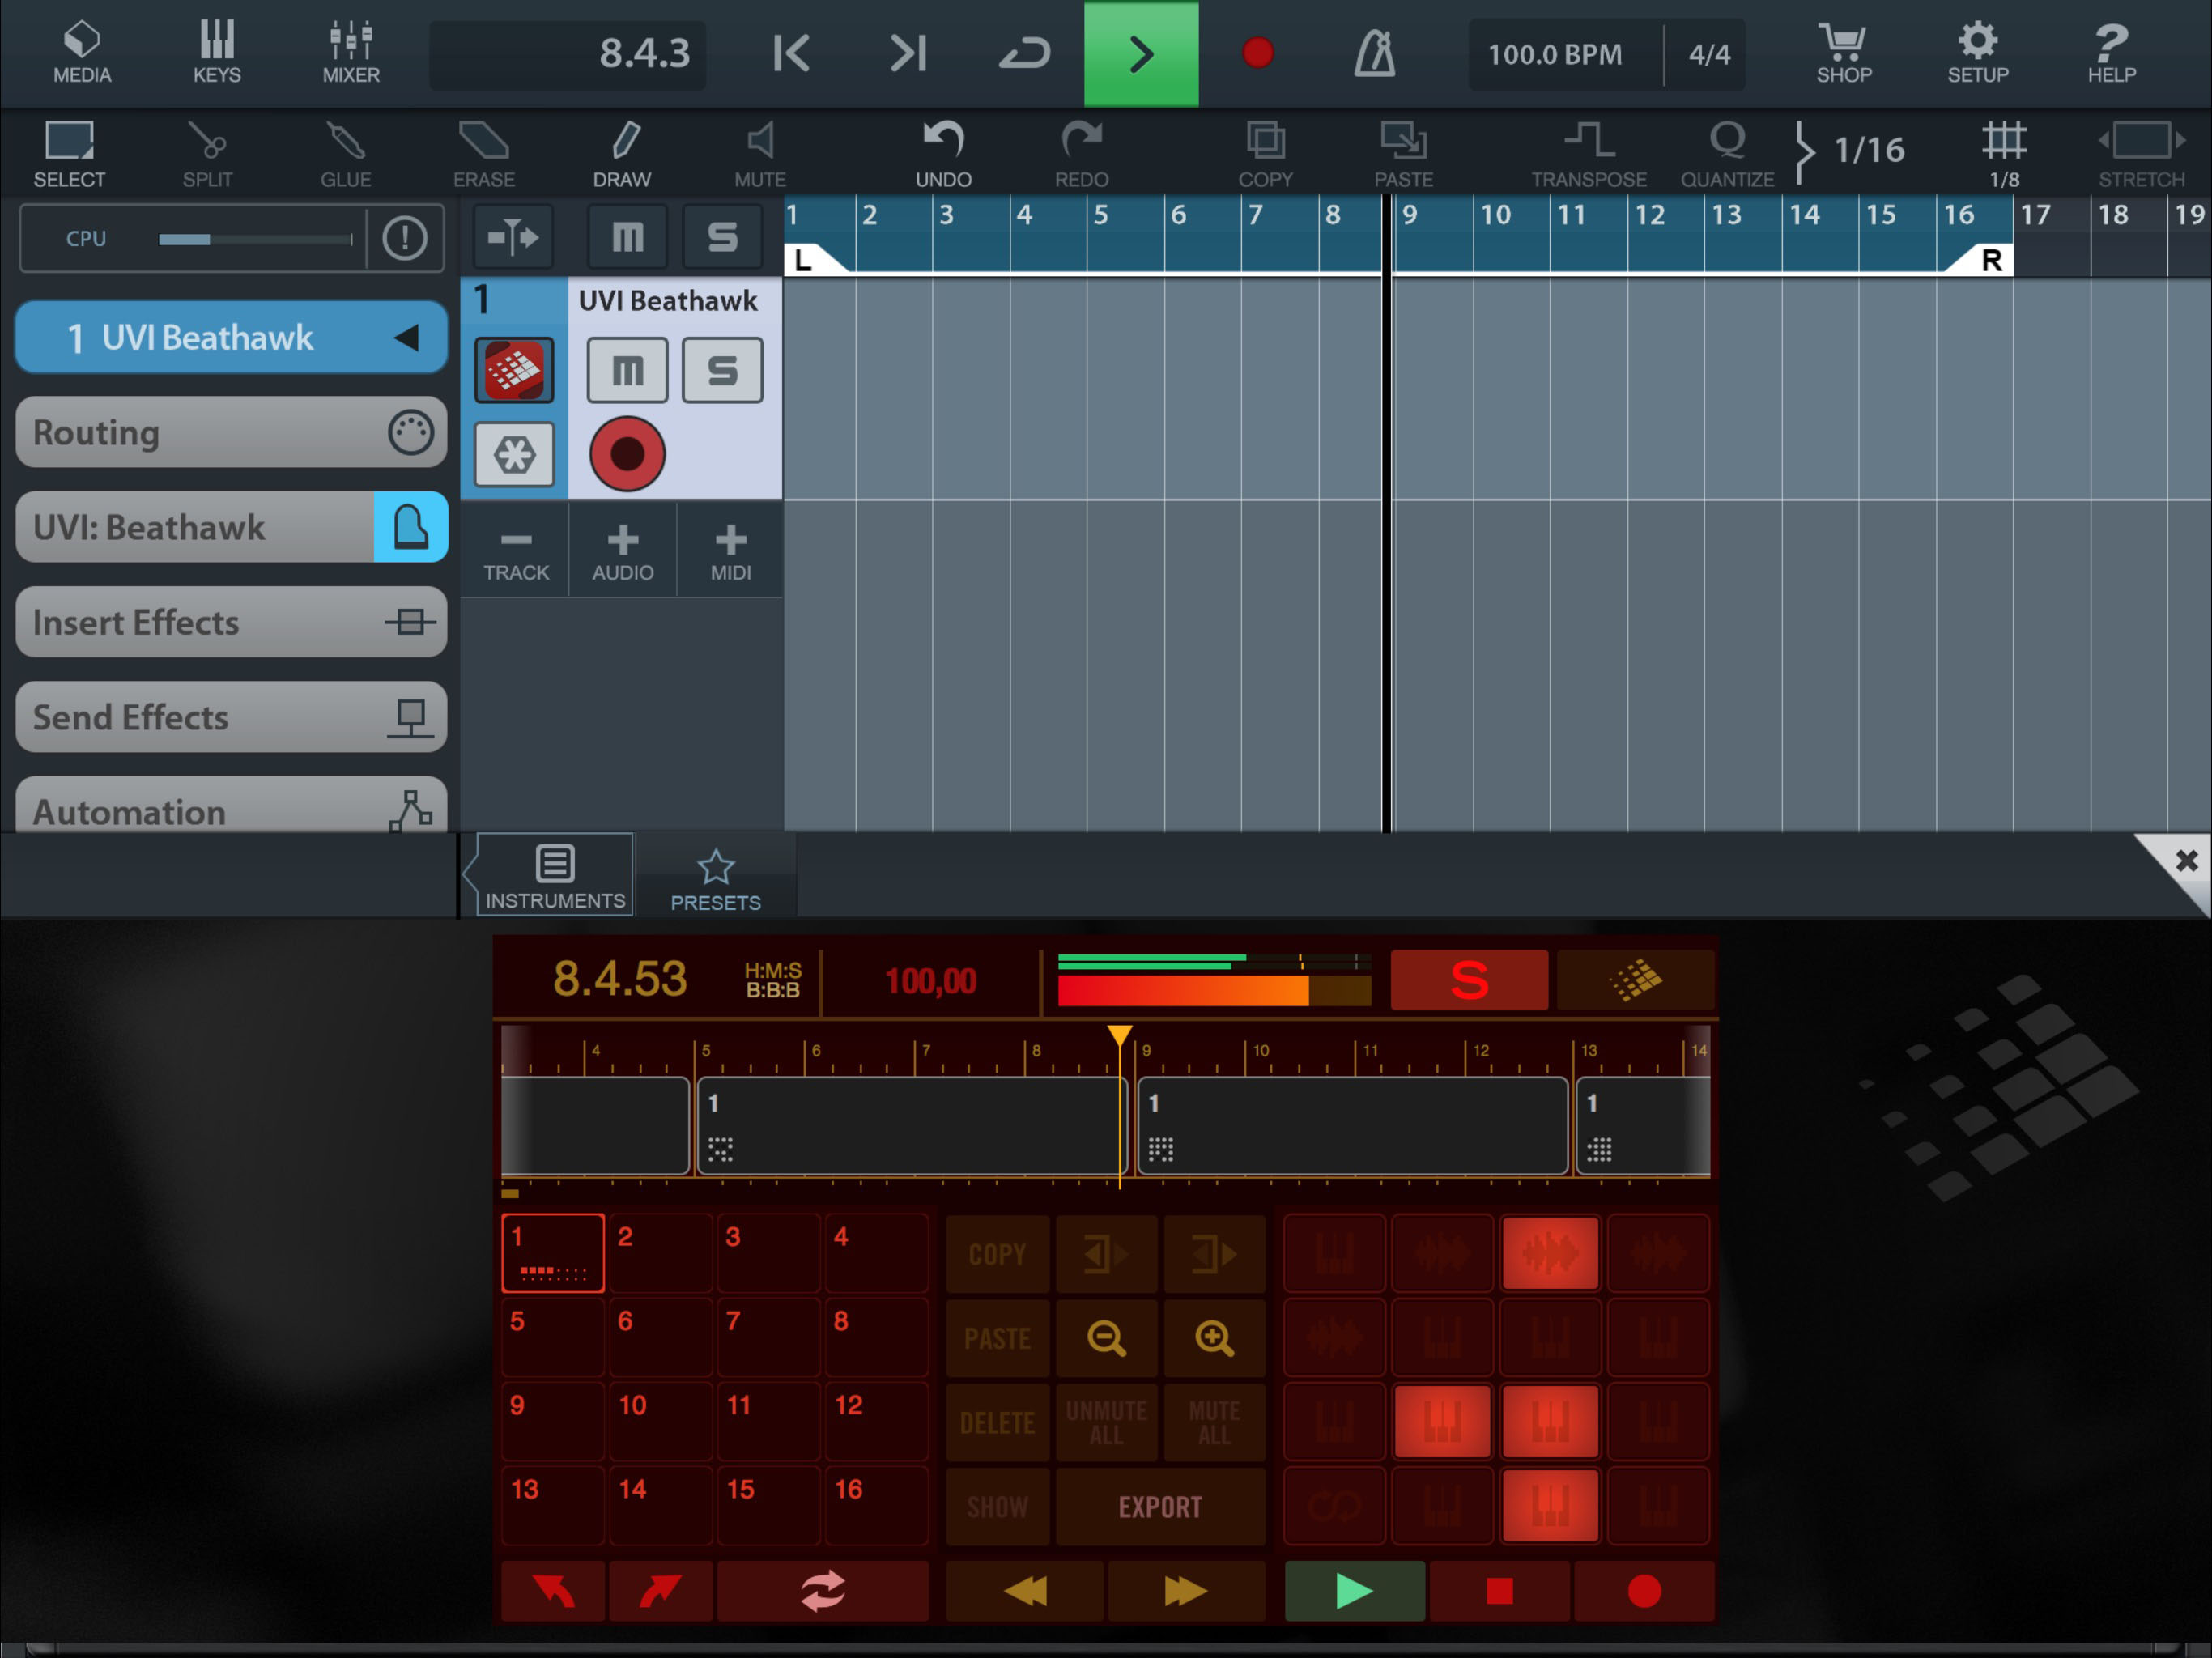 MEDIA KEYS MIXER 8.4.3 100.0 BPM 4/4 SHOP SETUP ? HELP
SELECT SPLIT GLUE ERASE DRAW MUTE UNDO REDO COPY PASTE TRANSPOSE Q QUANTIZE 1/16 1/8 STRETCH
CPU ! m s 1 2 3 4 5 6 7 8 9 10 11 12 13 14 15 16 17 18 19
L R
1 UVI Beathawk
1 UVI Beathawk
m s
Routing
UVI: Beathawk
TRACK AUDIO MIDI
Insert Effects
Send Effects
Automation
INSTRUMENTS PRESETS
8.4.53 H:M:S B:B:B 100,00 S
4 5 6 7 8 9 10 11 12 13 14
1 1 1
1 2 3 4 COPY
5 6 7 8 PASTE
9 10 11 12 DELETE UNMUTE ALL MUTE ALL
13 14 15 16 SHOW EXPORT